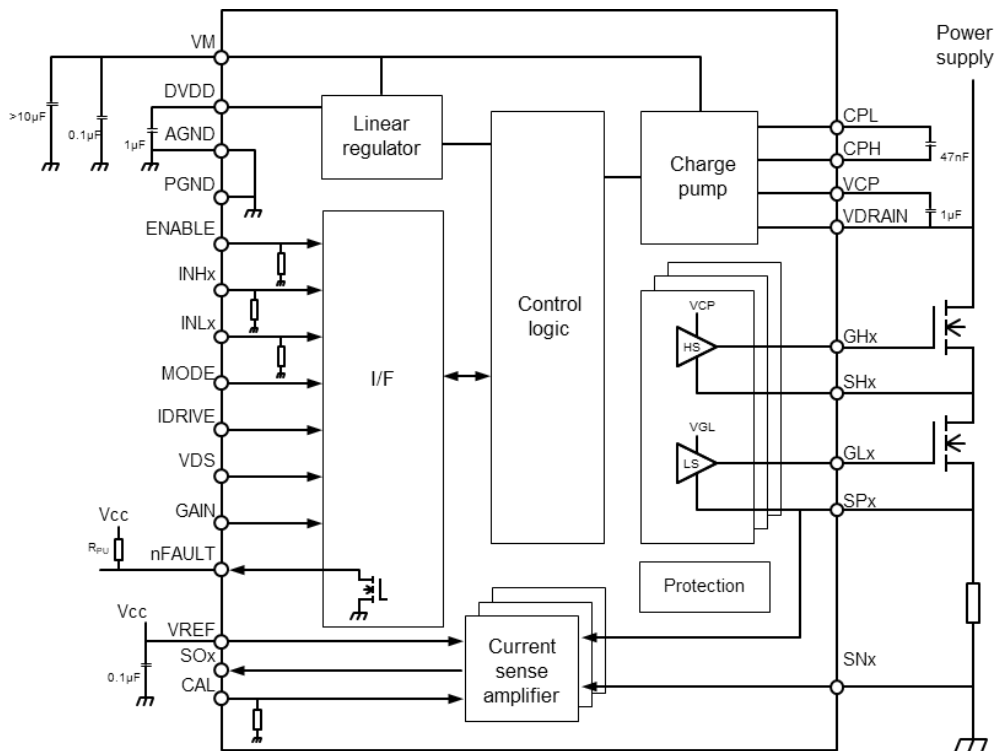 VM
Power
supply
DVDD
>10µF
0.1µF
1µF
AGND
Linear
regulator
CPL
CPH
47nF
Charge
pump
VCP
1µF
VDRAIN
PGND
ENABLE
INHx
INLx
MODE
IDRIVE
VDS
GAIN
I/F
Control
logic
VCP
HS
GHx
SHx
VGL
LS
GLx
SPx
Vcc
RPU
nFAULT
Protection
Vcc
VREF
SOx
0.1µF
CAL
Current
sense
amplifier
SNx